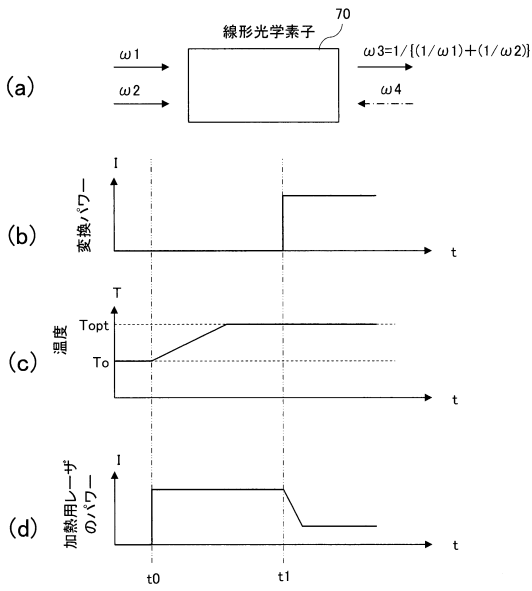 70
線形光学素子
(a)
ω1
ω2
ω3=1/{(1/ω1)+(1/ω2)}
ω4
(b)
I
変換パワー
t
(c)
T
温度
Topt
To
t
(d)
I
加熱用レーザ
のパワー
t
t0
t1